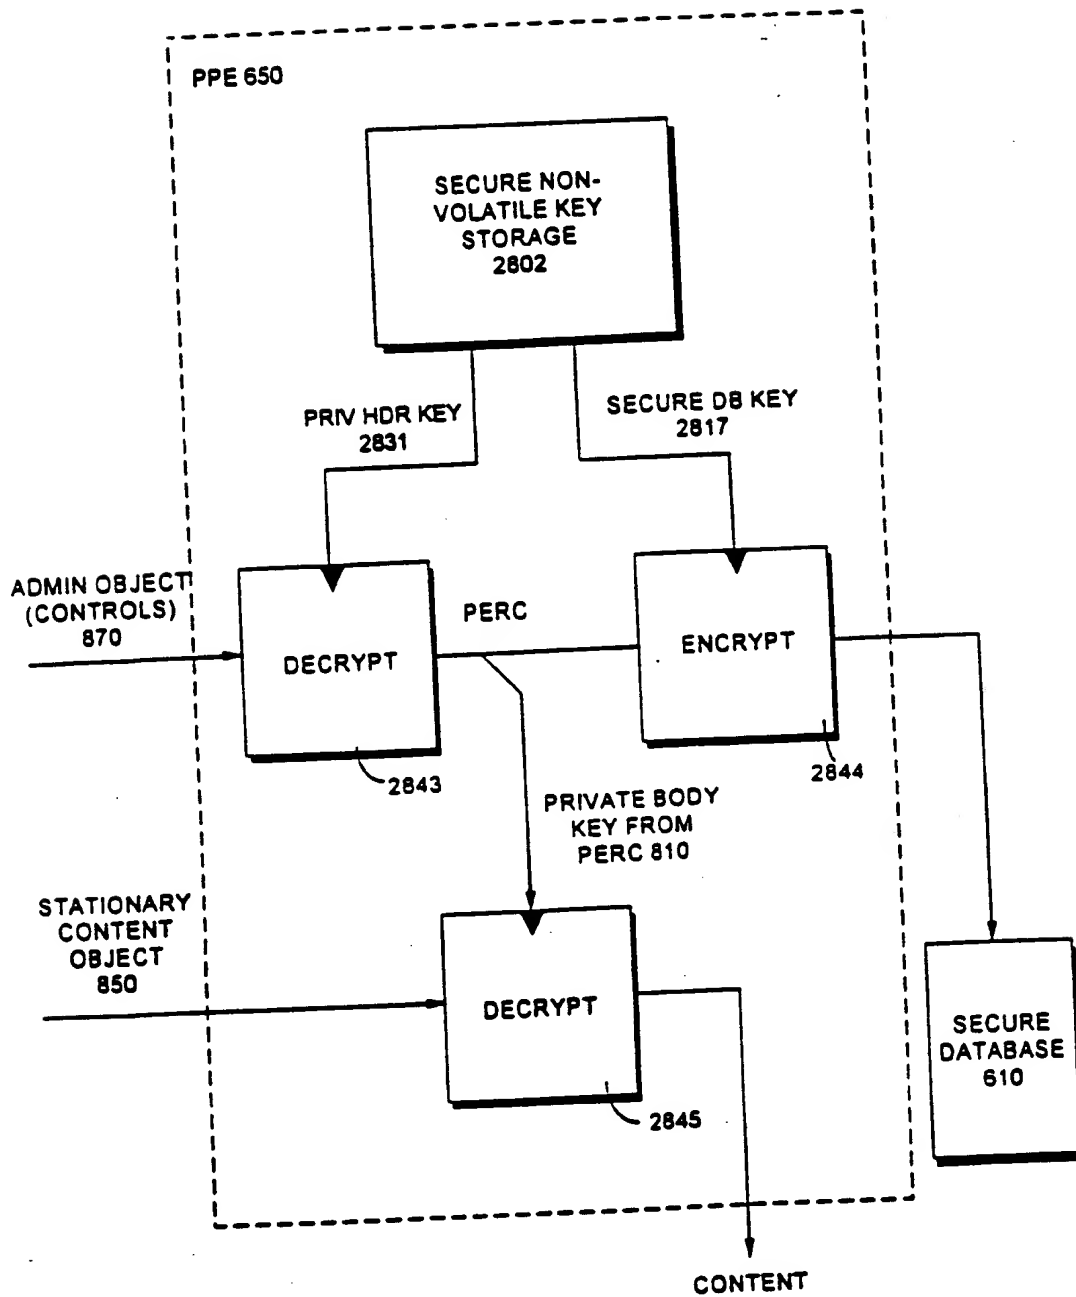 PPE 650
SECURE NON-
VOLATILE KEY
STORAGE
2802
PRIV HDR KEY
2831
SECURE DB KEY
2817
ADMIN OBJECT
(CONTROLS)
870
DECRYPT
2843
PERC
ENCRYPT
2844
PRIVATE BODY
KEY FROM
PERC 810
STATIONARY
CONTENT
OBJECT
850
DECRYPT
2845
SECURE
DATABASE
610
CONTENT